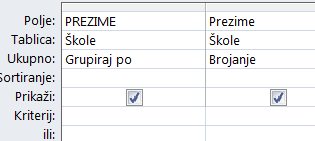 Polje: PREZIME Prezime
Tablica: Škole Škole
Ukupno: Grupiraj po Brojanje
Sortiranje:
Prikaži:
Kriterij:
ili: